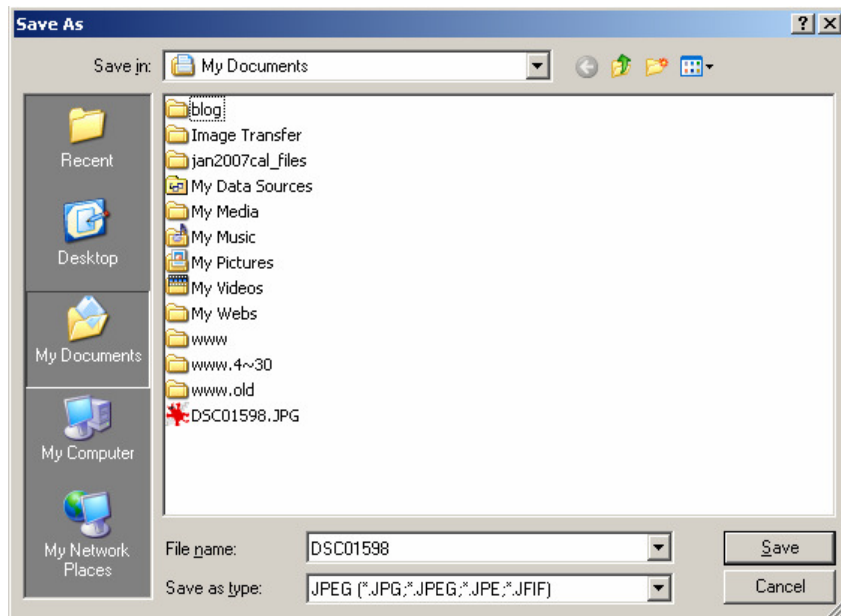 Save As
Save in:
My Documents
Recent
Desktop
My Documents
My Computer
My Network
Places
blog
Image Transfer
jan2007cal_files
My Data Sources
My Media
My Music
My Pictures
My Videos
My Webs
www
www.4~30
www.old
DSC01598.JPG
File name:
DSC01598
Save
Save as type:
JPEG (*.JPG;*.JPEG;*.JPE;*.JFIF)
Cancel